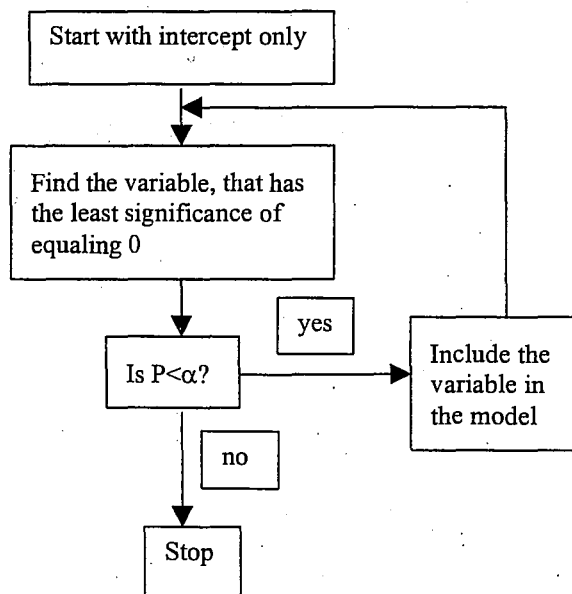 Start with intercept only
Find the variable, that has
the least significance of
equaling 0
yes
Is P<α?
Include the
variable in
the model
no
Stop